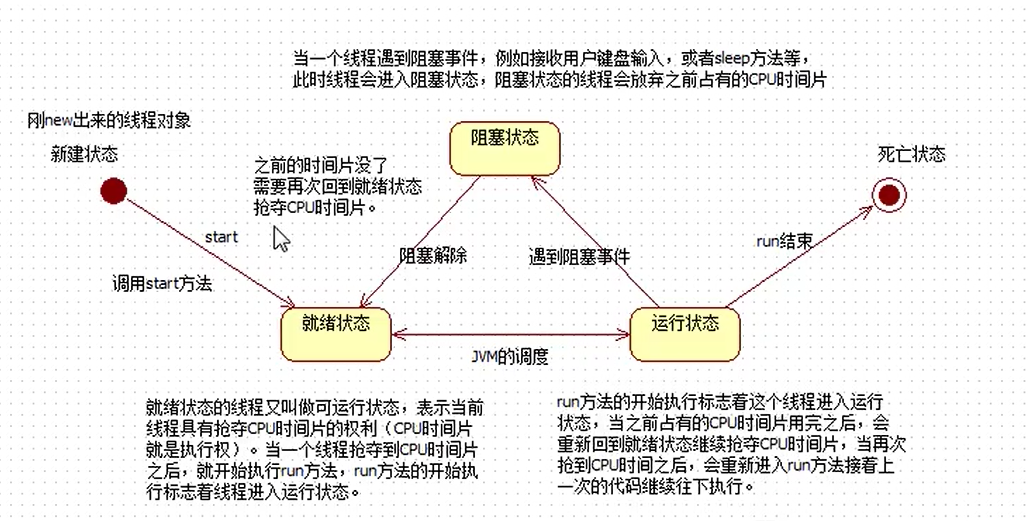 当一个线程遇到阻塞事件，例如接收用户键盘输入，或者sleep方法等，
此时线程会进入阻塞状态，阻塞状态的线程会放弃之前占有的CPU时间片
刚new出来的线程对象
新建状态
之前的时间片没了
需要再次回到就绪状态
抢夺CPU时间片。
阻塞状态
死亡状态
start
调用start方法
阻塞解除
遇到阻塞事件
run结束
就绪状态
运行状态
JVM的调度
就绪状态的线程又叫做可运行状态，表示当前
线程具有抢夺CPU时间片的权利（CPU时间片
就是执行权）。当一个线程抢夺到CPU时间片
之后，就开始执行run方法，run方法的开始执
行标志着线程进入运行状态。
run方法的开始执行标志着这个线程进入运行
状态，当之前占有的CPU时间片用完之后，会
重新回到就绪状态继续抢夺CPU时间片，当再次
抢到CPU时间之后，会重新进入run方法接着上
一次的代码继续往下执行。